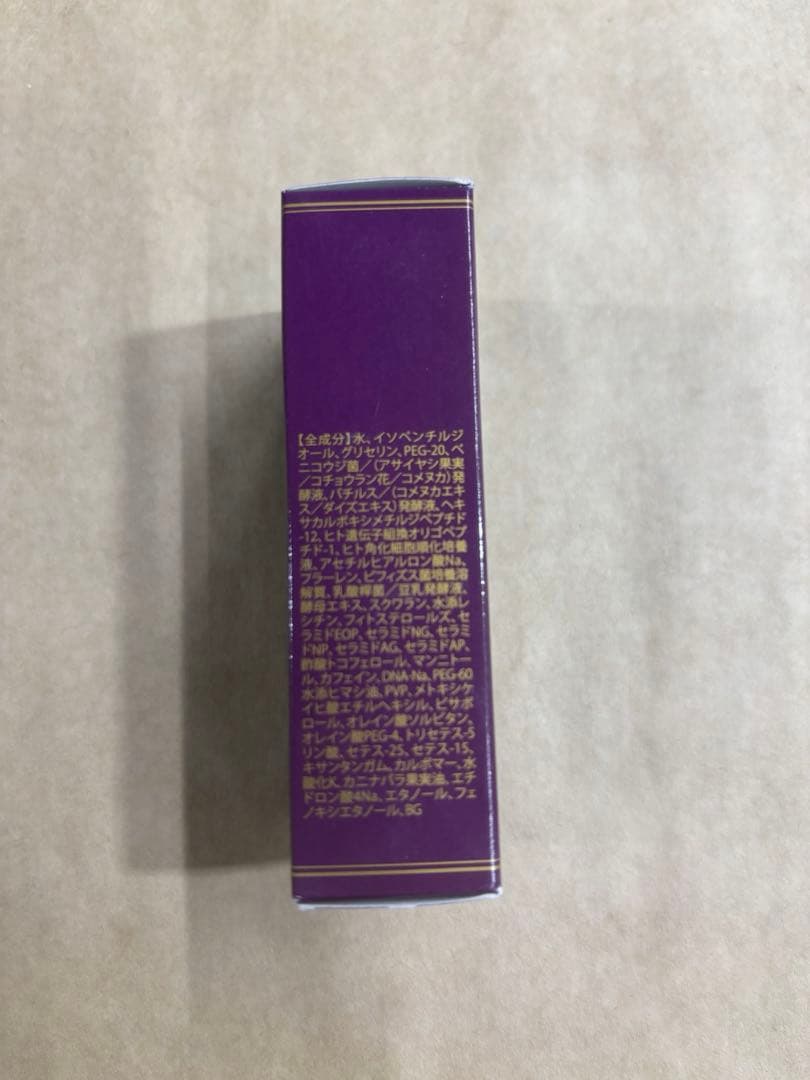 【全成分】水、イソペンチルジ
オール、グリセリン、PEG-20、ベ
ニコウジ菌／（アサイヤシ果実
／コチョウラン花／コメヌカ）発
酵液、バチルス／（コメヌカエキ
ス／ダイズエキス）発酵液、ヘキ
サカルボキシメチルジペプチド
-12、ヒト遺伝子組換オリゴペプ
チド-1、ヒト角化細胞順化培養
液、アセチルヒアルロン酸Na、
フラーレン、ビフィズス菌培養溶
解質、乳酸桿菌／豆乳発酵液、
酵母エキス、スクワラン、水添レ
シチン、フィトステロールズ、セ
ラミドEOP、セラミドNG、セラミ
ドNP、セラミドAG、セラミドAP、
酢酸トコフェロール、マンニトー
ル、カフェイン、DNA-Na、PEG-60
水添ヒマシ油、PVP、メトキシケ
イヒ酸エチルヘキシル、ビサボ
ロール、オレイン酸ソルビタン、
オレイン酸PEG-4、トリセテス-5
リン酸、セテス-25、セテス-15、
キサンタンガム、カルボマー、水
酸化K、カニナバラ果実油、エチ
ドロン酸4Na、エタノール、フェ
ノキシエタノール、BG